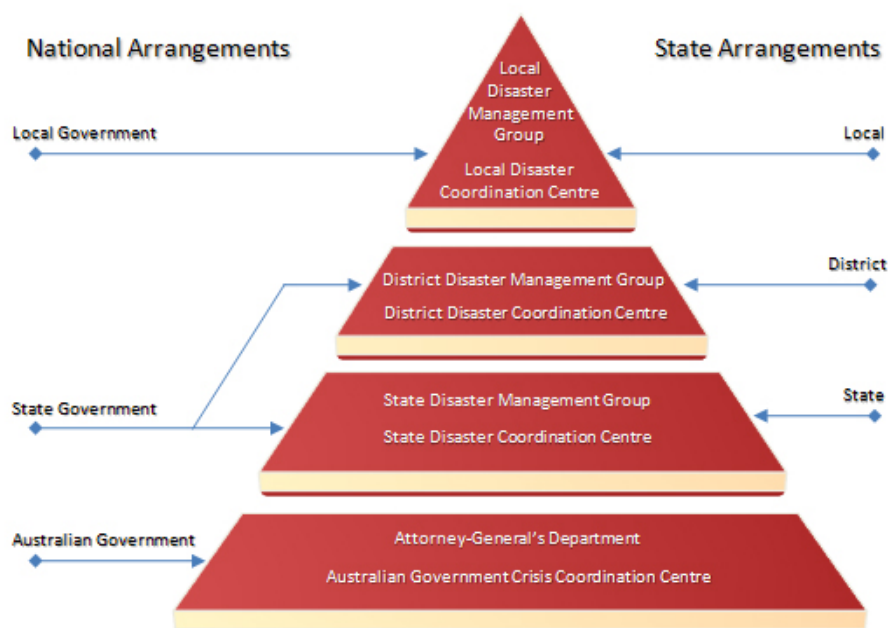 National Arrangements
State Arrangements
Local
Disaster
Management
Group
Local Disaster
Coordination Centre
Local Government
Local
District Disaster Management Group
District Disaster Coordination Centre
District
State Government
State Disaster Management Group
State Disaster Coordination Centre
State
Australian Government
Attorney-General's Department
Australian Government Crisis Coordination Centre